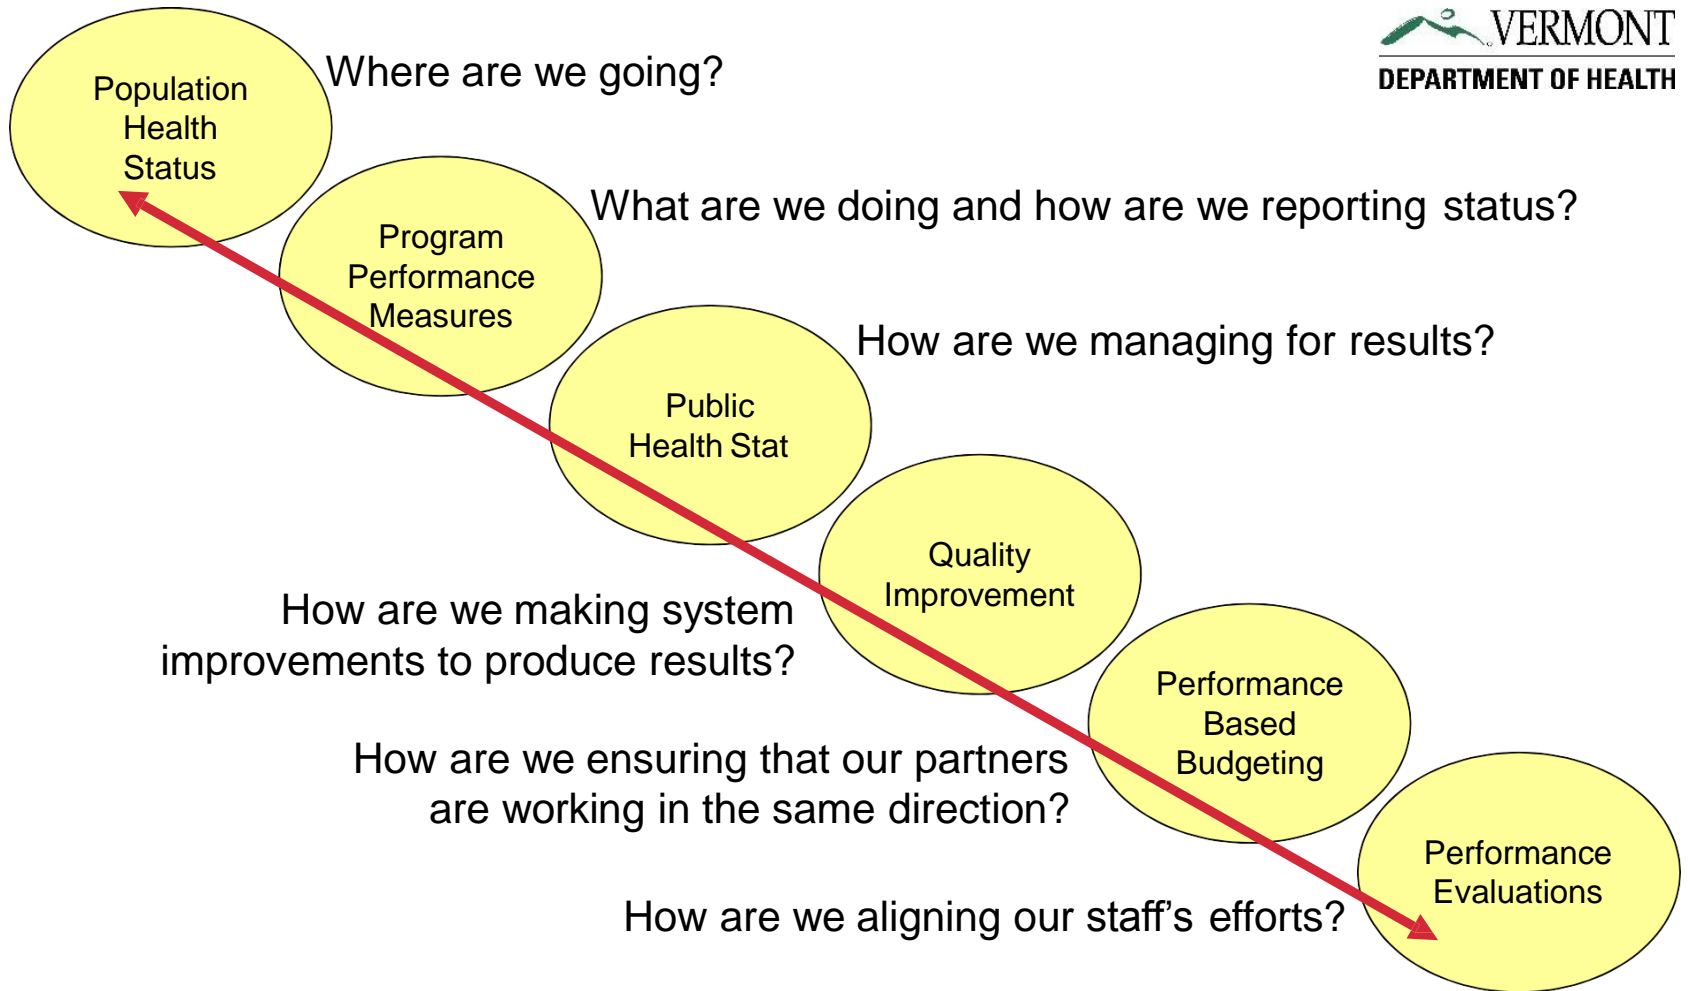 VERMONT
DEPARTMENT OF HEALTH
Population
Health
Status
Where are we going?
Program
Performance
Measures
What are we doing and how are we reporting status?
Public
Health Stat
How are we managing for results?
Quality
Improvement
How are we making system
improvements to produce results?
Performance
Based
Budgeting
How are we ensuring that our partners
are working in the same direction?
Performance
Evaluations
How are we aligning our staff’s efforts?